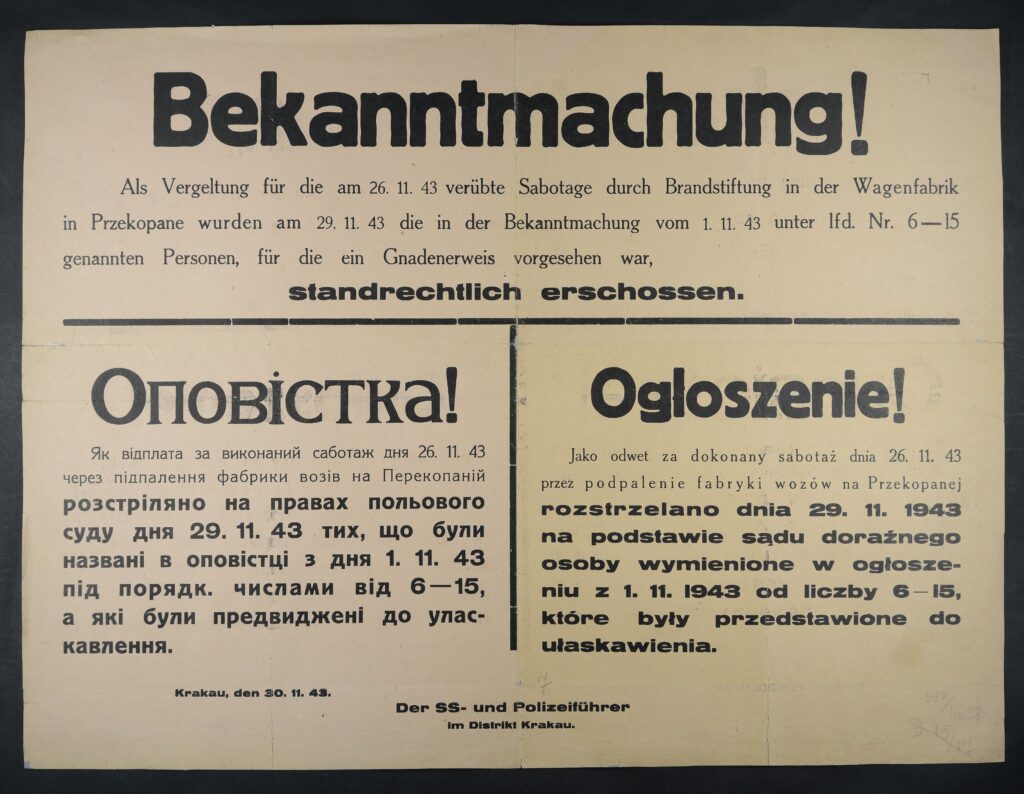 Bekanntmachung!
Als Vergeltung für die am 26. 11. 43 verübte Sabotage durch Brandstiftung in der Wagenfabrik
in Przekopane wurden am 29. 11. 43 die in der Bekanntmachung vom 1. 11. 43 unter lfd. Nr. 6—15
genannten Personen, für die ein Gnadenerweis vorgesehen war,
standrechtlich erschossen.
Оповістка!
Як відплата за виконаний саботаж дня 26. 11. 43
через підпалення фабрики возів на Перекопаній
розстріляно на правах польового
суду дня 29. 11. 43 тих, що були
названі в оповістці з дня 1. 11. 43
під порядк. числами від 6—15,
а які були предвиджені до улас-
кавлення.
Ogłoszenie!
Jako odwet za dokonany sabotaż dnia 26. 11. 43
przez podpalenie fabryki wozów na Przekopanej
rozstrzelano dnia 29. 11. 1943
na podstawie sądu doraźnego
osoby wymienione w ogłosze-
niu z 1. 11. 1943 od liczby 6—15,
które były przedstawione do
ułaskawienia.
Krakau, den 30. 11. 43.
Der SS- und Polizeiführer
im Distrikt Krakau.
7